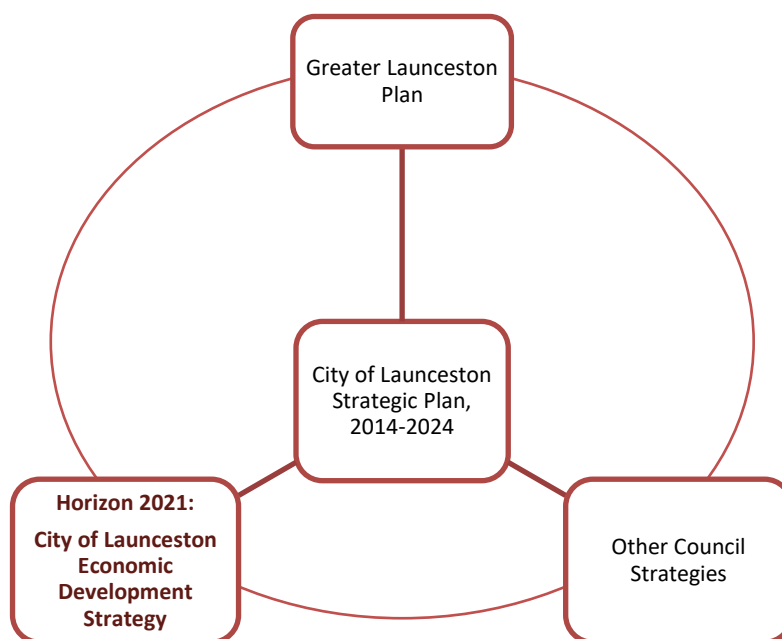 Greater Launceston
Plan
City of Launceston
Strategic Plan,
2014-2024
Horizon 2021:
City of Launceston
Economic
Development
Strategy
Other Council
Strategies